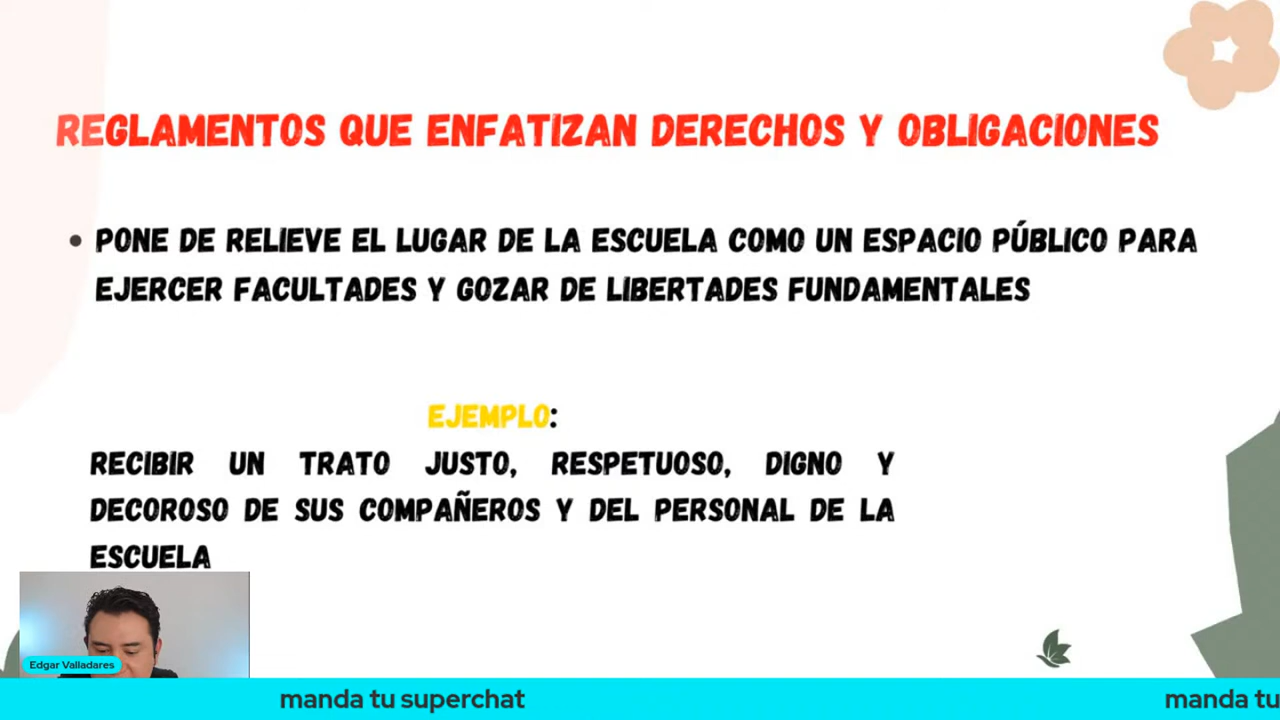 REGLAMENTOS QUE ENFATIZAN DERECHOS Y OBLIGACIONES
• PONE DE RELIEVE EL LUGAR DE LA ESCUELA COMO UN ESPACIO PÚBLICO PARA
EJERCER FACULTADES Y GOZAR DE LIBERTADES FUNDAMENTALES
EJEMPLO:
RECIBIR UN TRATO JUSTO, RESPETUOSO, DIGNO Y
DECOROSO DE SUS COMPAÑEROS Y DEL PERSONAL DE LA
ESCUELA
Edgar Valladares
manda tu superchat
manda tu